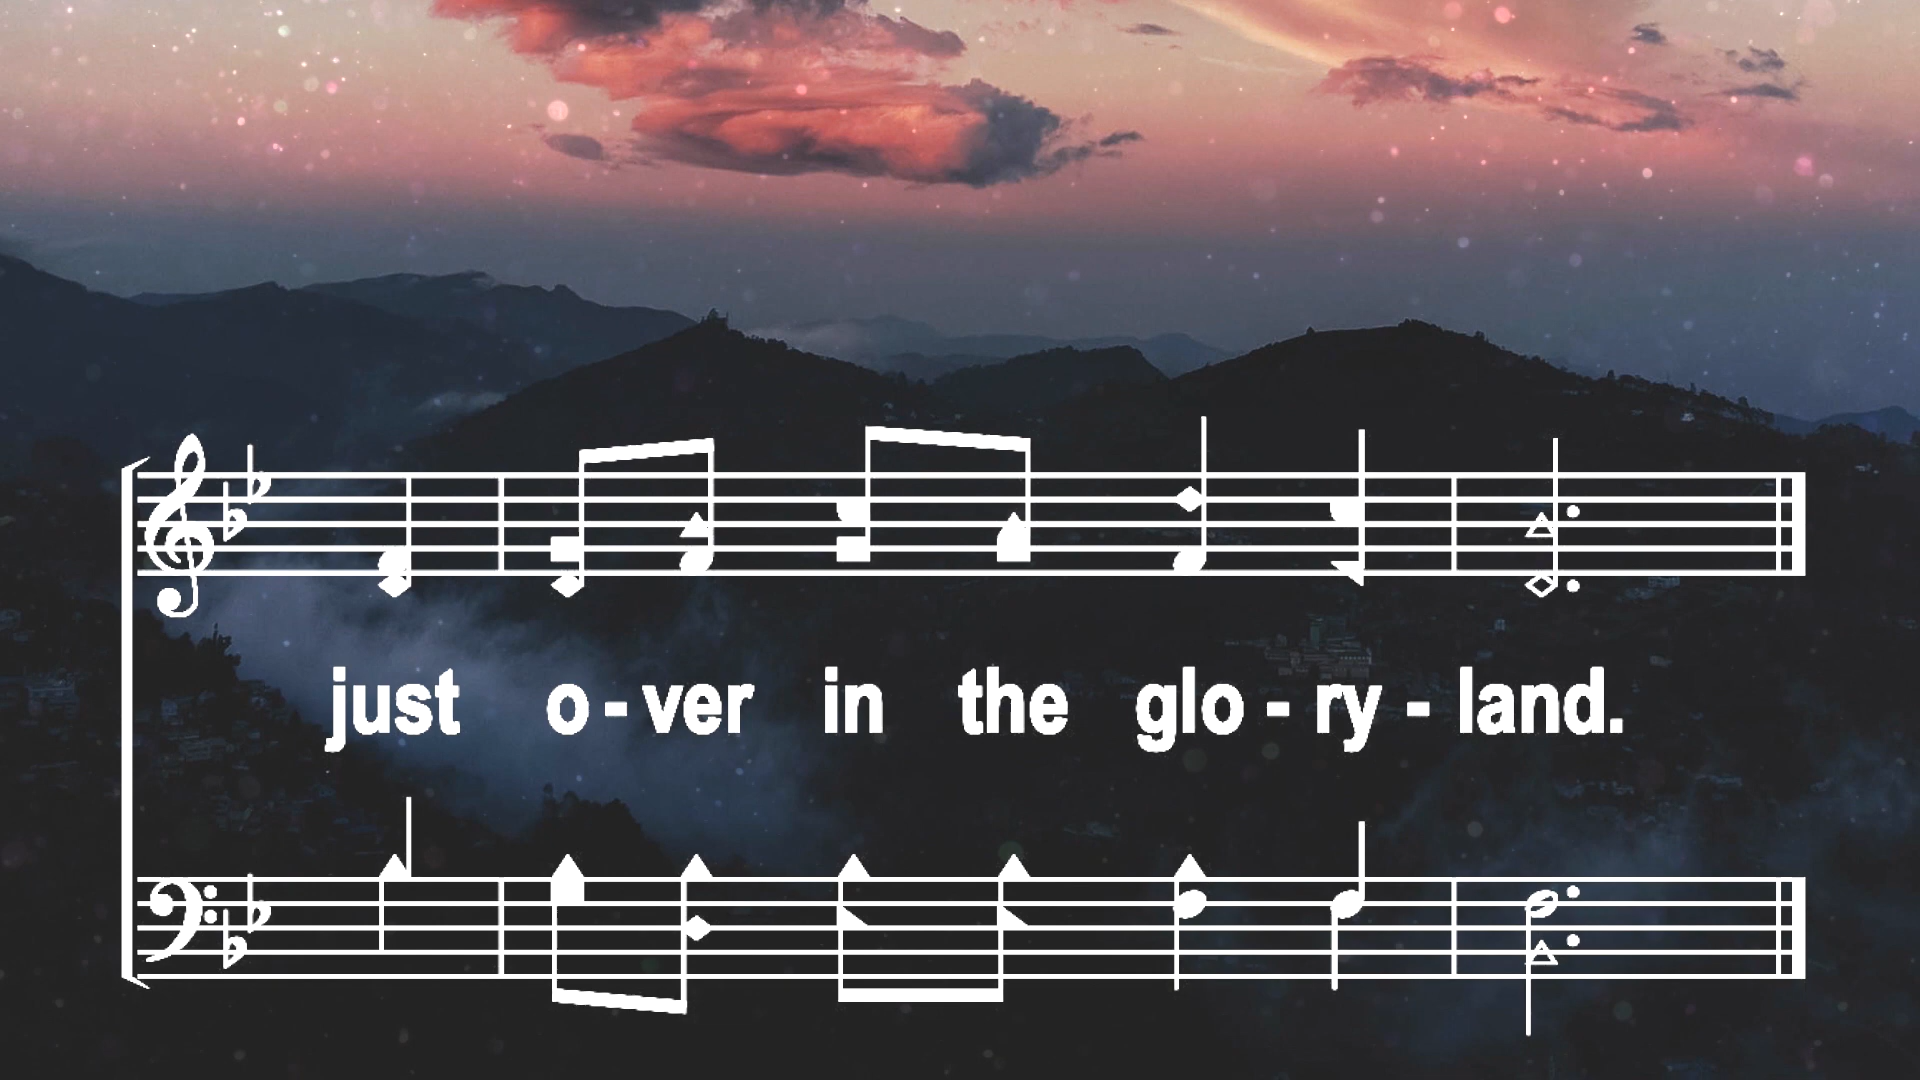 just o - ver in the glo - ry - land.